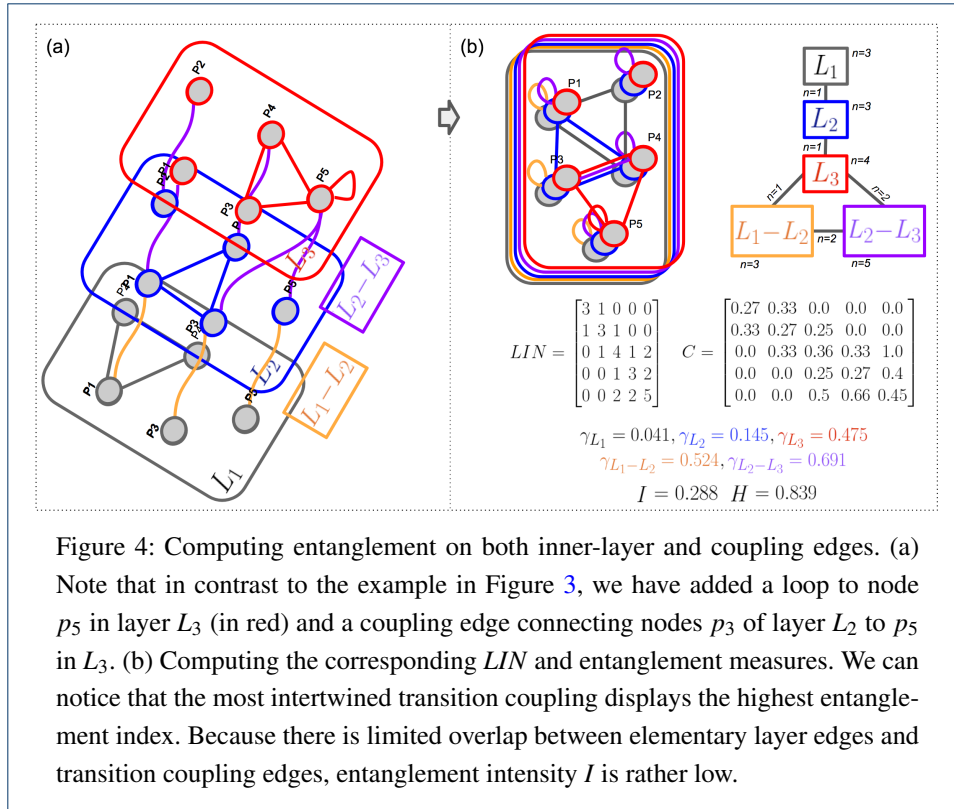 (a)
P2
P4
P5
P1
P2
P3
P
L3
L2−L3
P1
P3
P5
L2
L1−L2
P1
P3
P5
L1
(b)
P1
P2
P4
P3
P5
L1 n=3
n=1
L2 n=3
n=1
L3 n=4
n=1 n=2
L1−L2 n=2 L2−L3
n=3 n=5
LIN =
3 1 0 0 0
1 3 1 0 0
0 1 4 1 2
0 0 1 3 2
0 0 2 2 5
C =
0.27 0.33 0.0 0.0 0.0
0.33 0.27 0.25 0.0 0.0
0.0 0.33 0.36 0.33 1.0
0.0 0.0 0.25 0.27 0.4
0.0 0.0 0.5 0.66 0.45
γL1 = 0.041, γL2 = 0.145, γL3 = 0.475
γL1−L2 = 0.524, γL2−L3 = 0.691
I = 0.288 H = 0.839
Figure 4: Computing entanglement on both inner-layer and coupling edges. (a)
Note that in contrast to the example in Figure 3, we have added a loop to node
p5 in layer L3 (in red) and a coupling edge connecting nodes p3 of layer L2 to p5
in L3. (b) Computing the corresponding LIN and entanglement measures. We can
notice that the most intertwined transition coupling displays the highest entangle-
ment index. Because there is limited overlap between elementary layer edges and
transition coupling edges, entanglement intensity I is rather low.